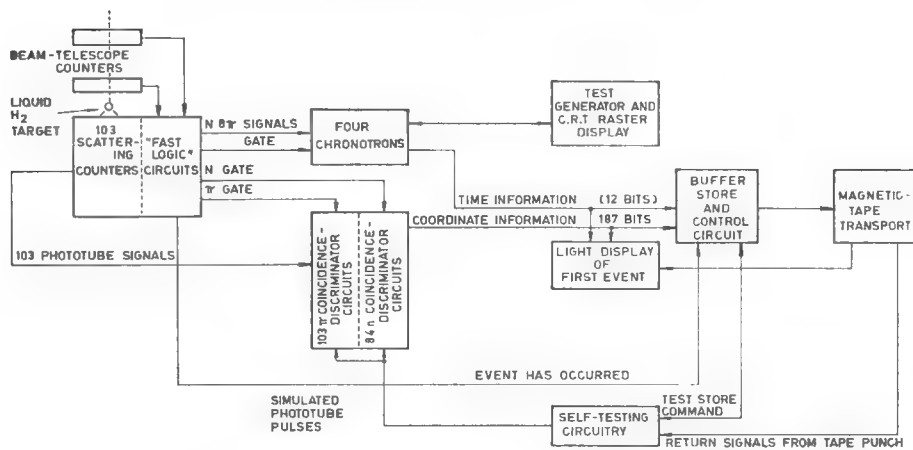 BEAM-TELESCOPE
COUNTERS
LIQUID
H2
TARGET
103
SCATTER-
ING
COUNTERS
"FAST
LOGIC"
CIRCUITS
N 8π SIGNALS
GATE
N GATE
π GATE
FOUR
CHRONOTRONS
TEST
GENERATOR AND
C.R.T RASTER
DISPLAY
TIME INFORMATION (12 BITS)
COORDINATE INFORMATION 187 BITS
BUFFER
STORE
AND
CONTROL
CIRCUIT
MAGNETIC-
TAPE
TRANSPORT
LIGHT DISPLAY
OF
FIRST EVENT
103 PHOTOTUBE SIGNALS
103 π COINCIDENCE-
DISCRIMINATOR
CIRCUITS
84 n COINCIDENCE-
DISCRIMINATOR
CIRCUITS
EVENT HAS OCCURRED
SIMULATED
PHOTOTUBE
PULSES
TEST STORE
COMMAND
SELF-TESTING
CIRCUITRY
RETURN SIGNALS FROM TAPE PUNCH